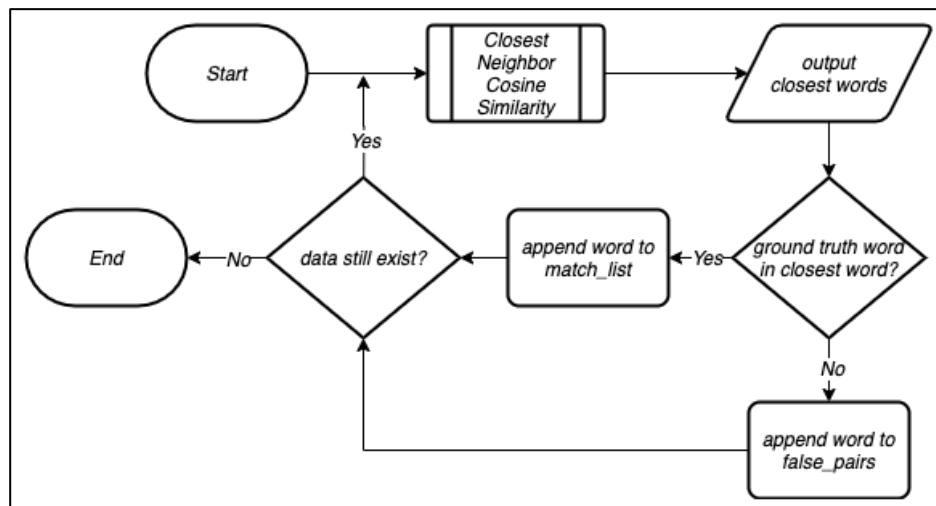 Start
Closest
Neighbor
Cosine
Similarity
output
closest words
Yes
End
No
data still exist?
append word to
match_list
Yes
ground truth word
in closest word?
No
append word to
false_pairs